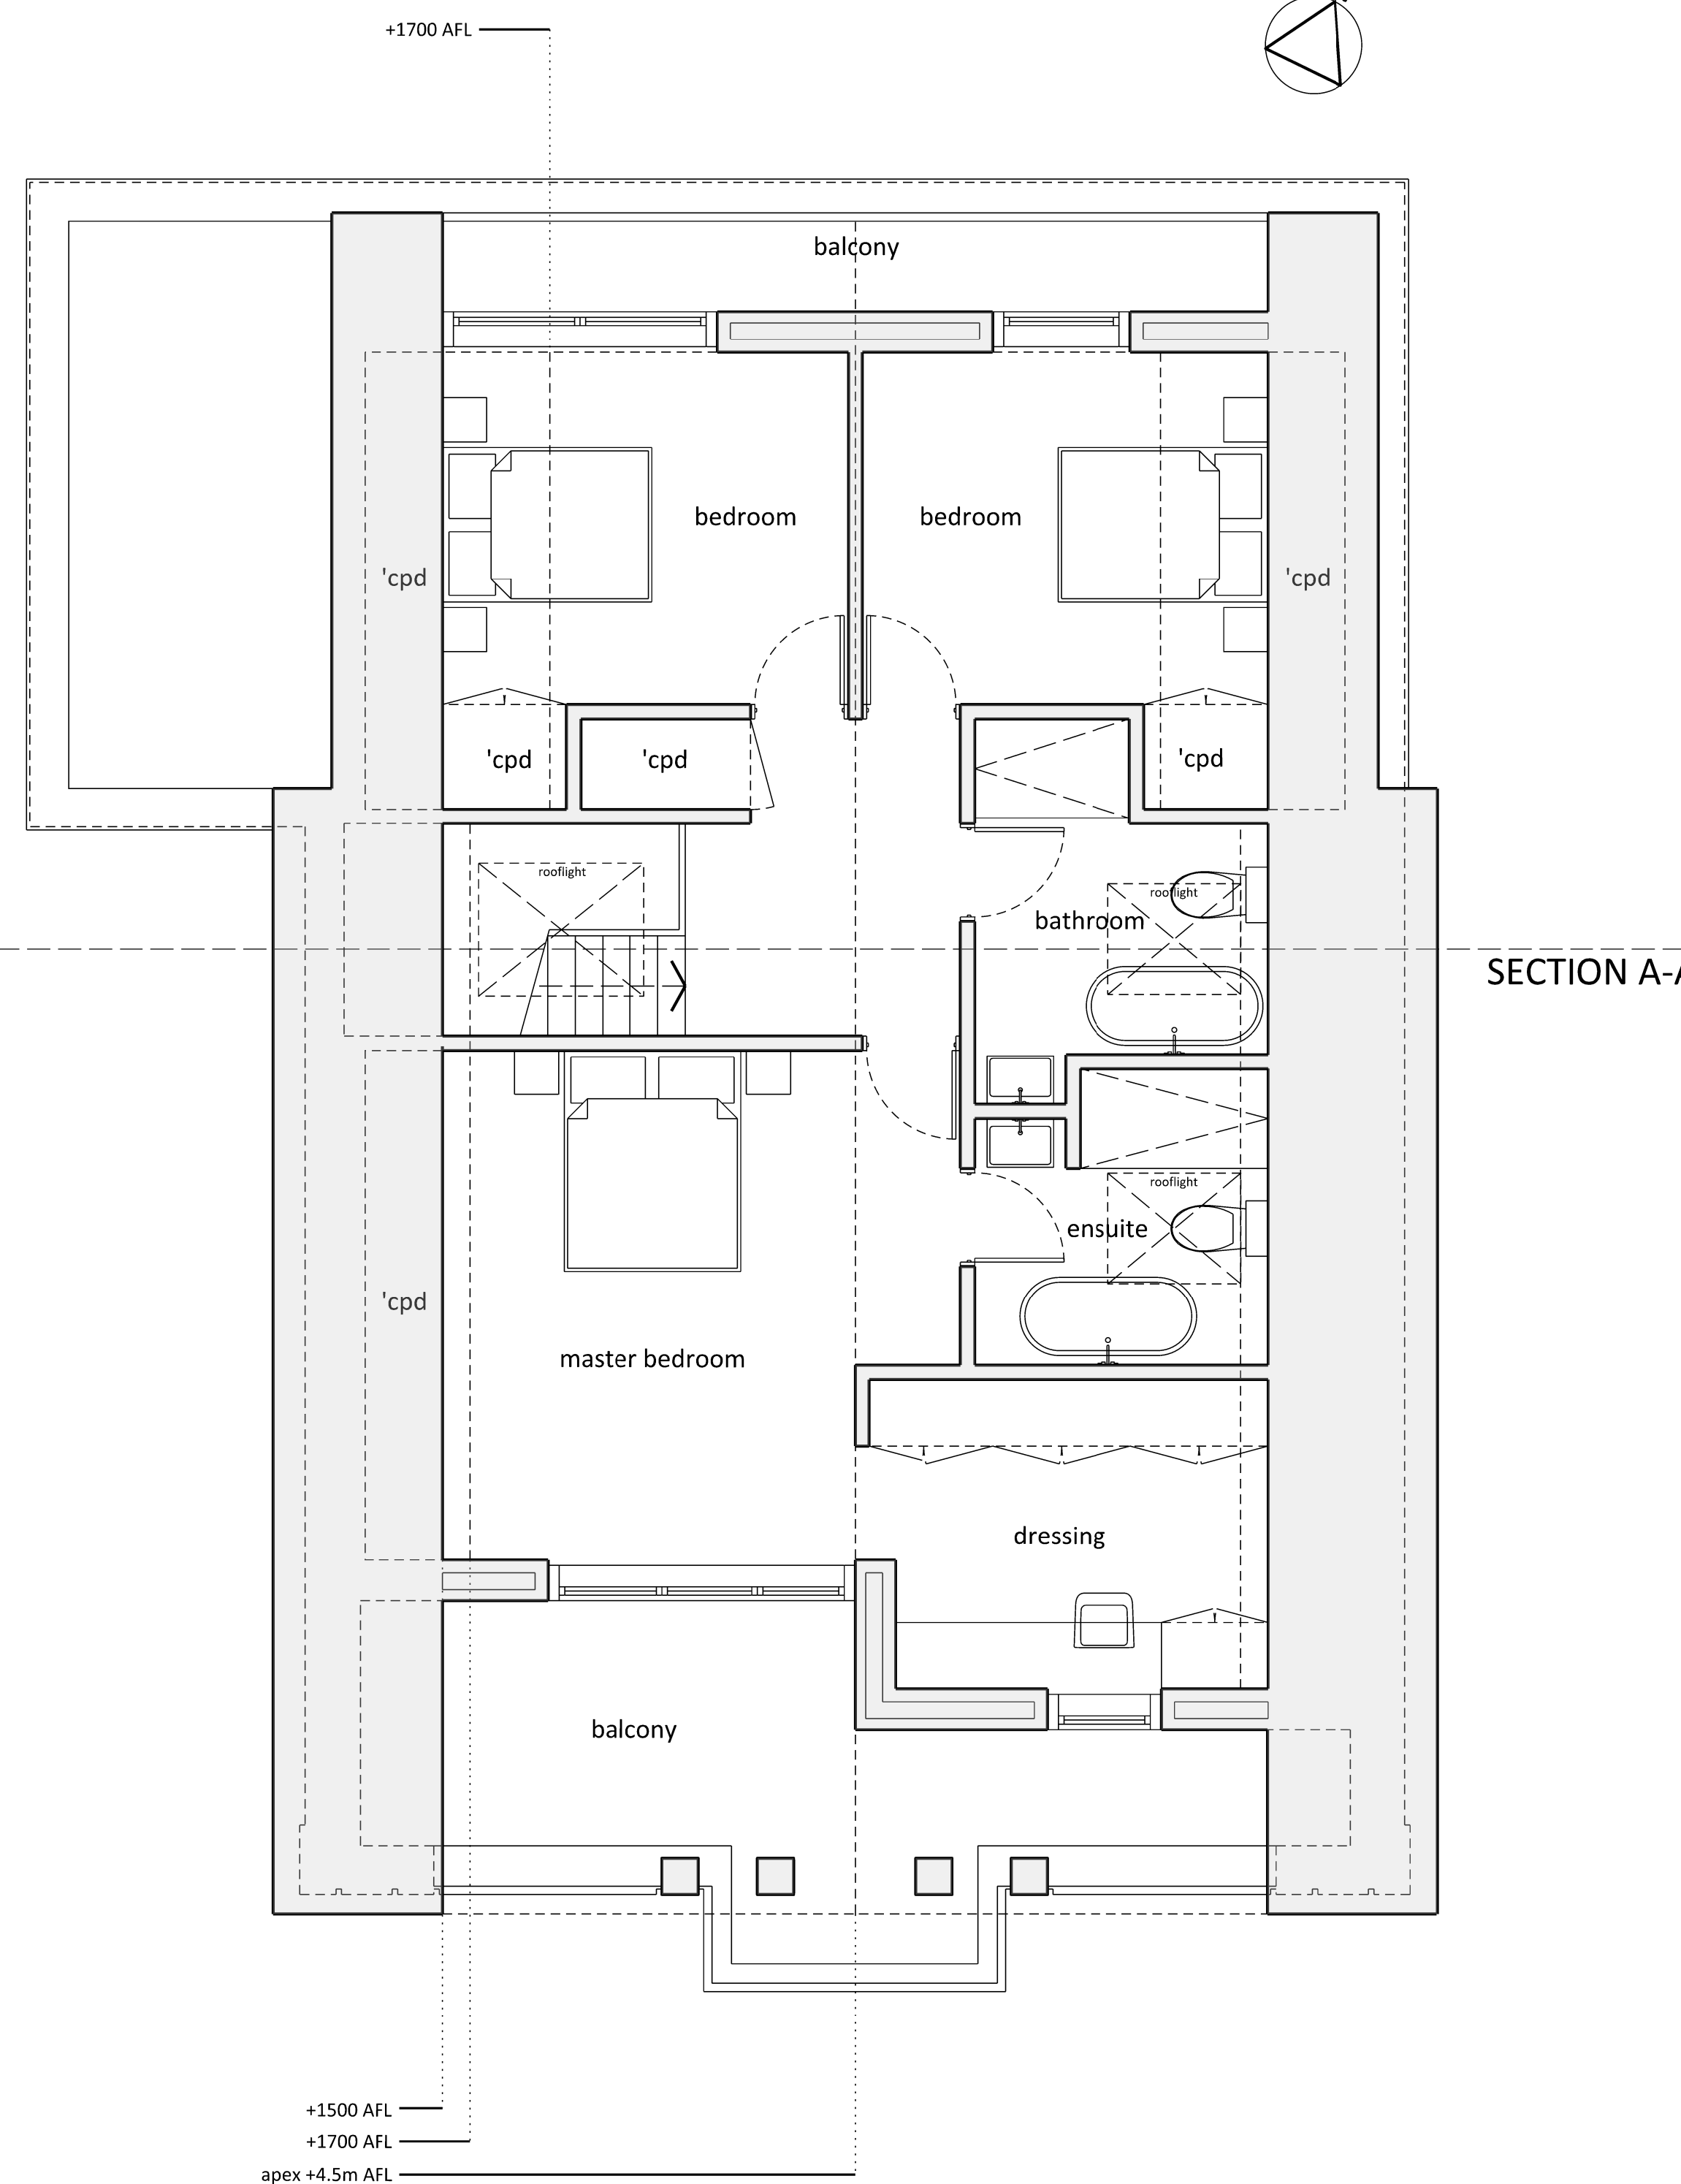 +1700 AFL
balcony
bedroom
bedroom
'cpd
'cpd
'cpd
'cpd
'cpd
rooflight
rooflight
bathroom
SECTION A-
rooflight
ensuite
'cpd
master bedroom
dressing
balcony
+1500 AFL
+1700 AFL
apex +4.5m AFL